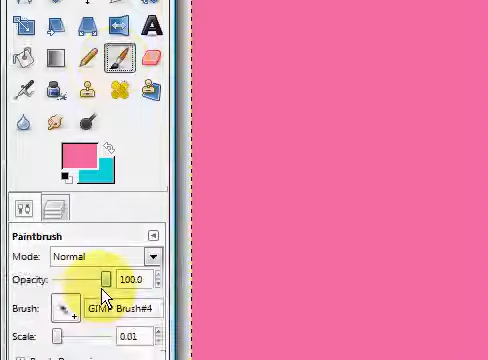 A
Paintbrush
Mode: Normal
Opacity: 100.0
Brush: GIMP Brush#4
Scale: 0.01